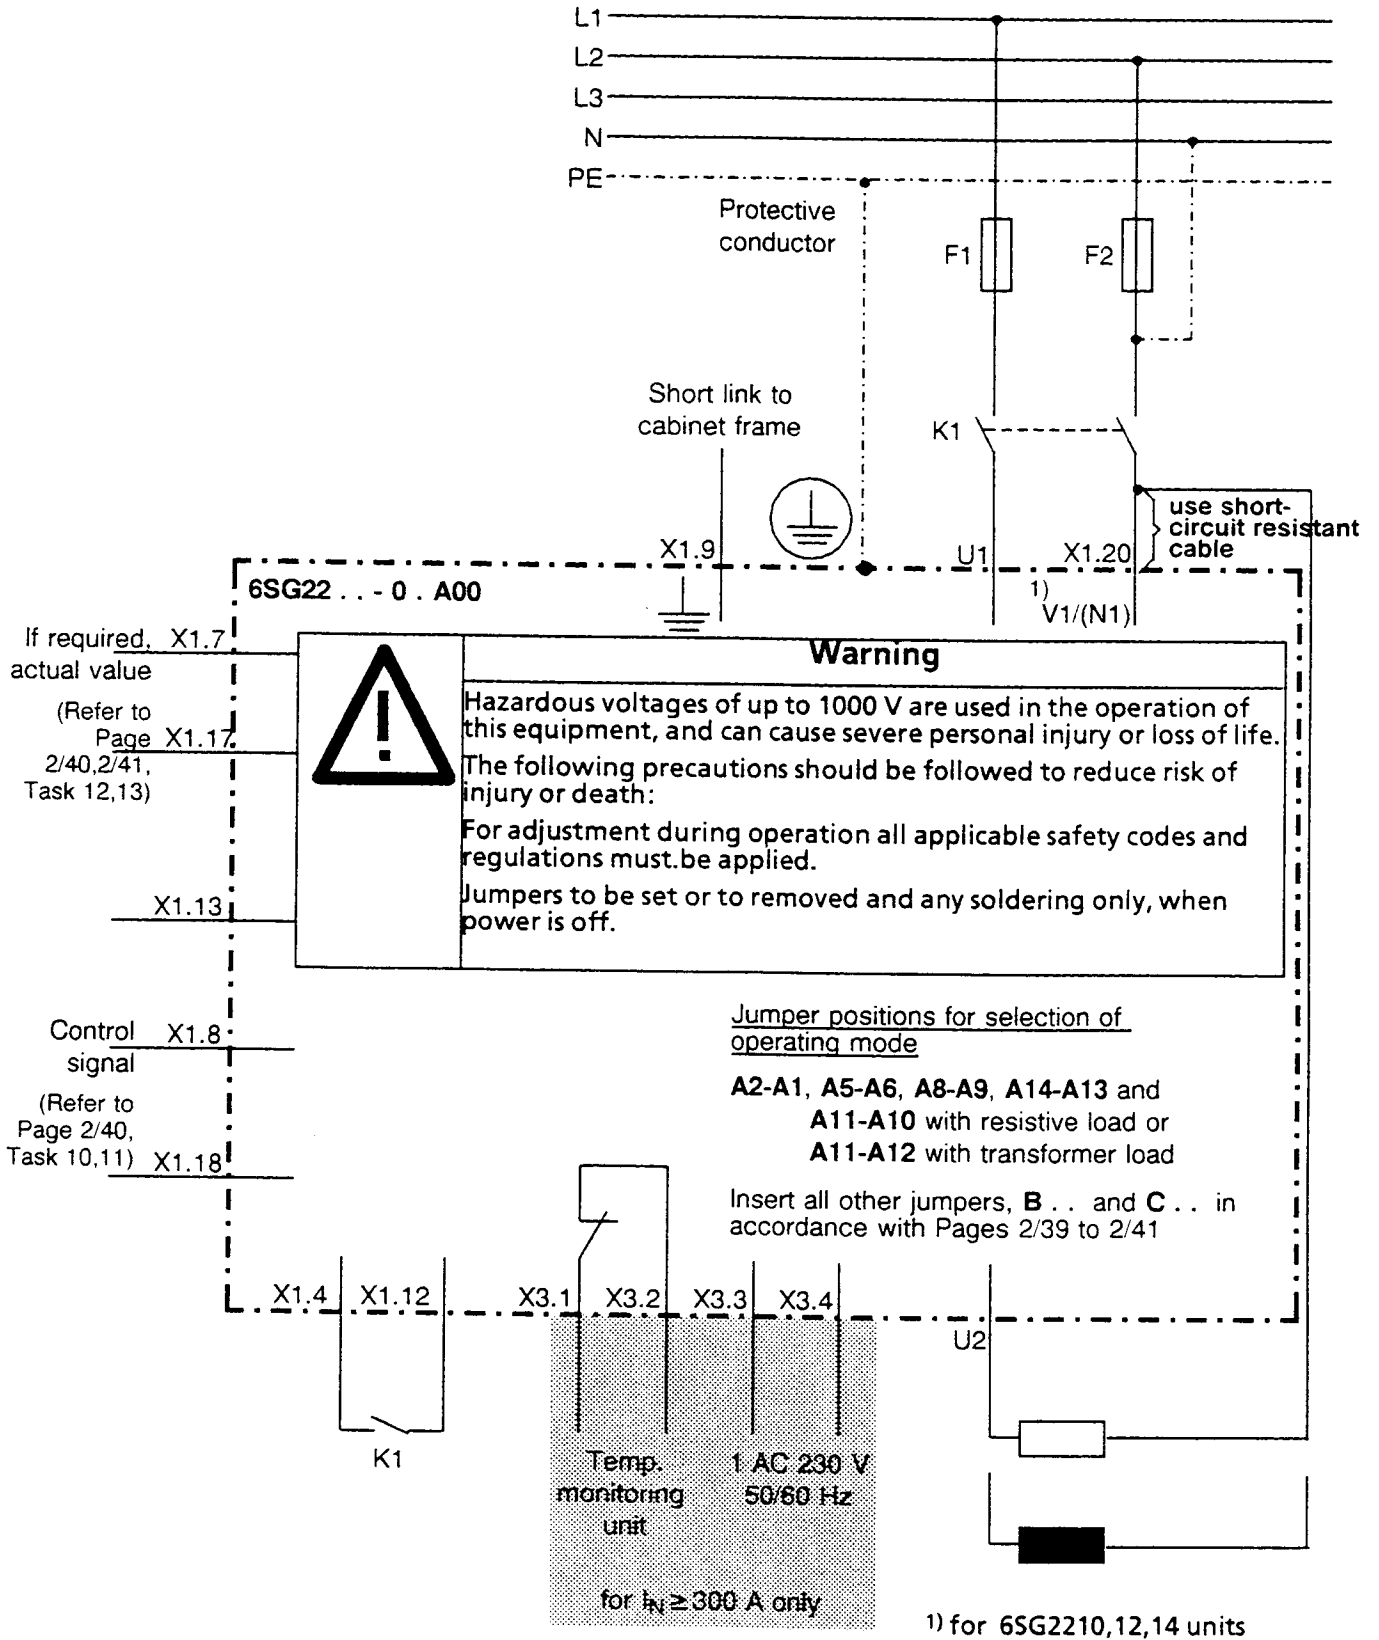 L1
L2
L3
N
PE
Protective
conductor
F1
F2
Short link to
cabinet frame
K1
use short-
circuit resistant
cable
X1.9
U1
X1.20
1)
V1/(N1)
6SG22 . . - 0 . A00
If required,
actual value
X1.7
(Refer to
Page
2/40,2/41,
Task 12,13)
X1.17
X1.13
Warning
Hazardous voltages of up to 1000 V are used in the operation of
this equipment, and can cause severe personal injury or loss of life.
The following precautions should be followed to reduce risk of
injury or death:
For adjustment during operation all applicable safety codes and
regulations must.be applied.
Jumpers to be set or to removed and any soldering only, when
power is off.
Control
signal
X1.8
(Refer to
Page 2/40,
Task 10,11)
X1.18
Jumper positions for selection of
operating mode
A2-A1, A5-A6, A8-A9, A14-A13 and
A11-A10 with resistive load or
A11-A12 with transformer load
Insert all other jumpers, B . . and C . . in
accordance with Pages 2/39 to 2/41
X1.4
X1.12
X3.1
X3.2
X3.3
X3.4
U2
K1
Temp.
monitoring
unit
1 AC 230 V
50/60 Hz
for IN ≥ 300 A only
1) for 6SG2210,12,14 units